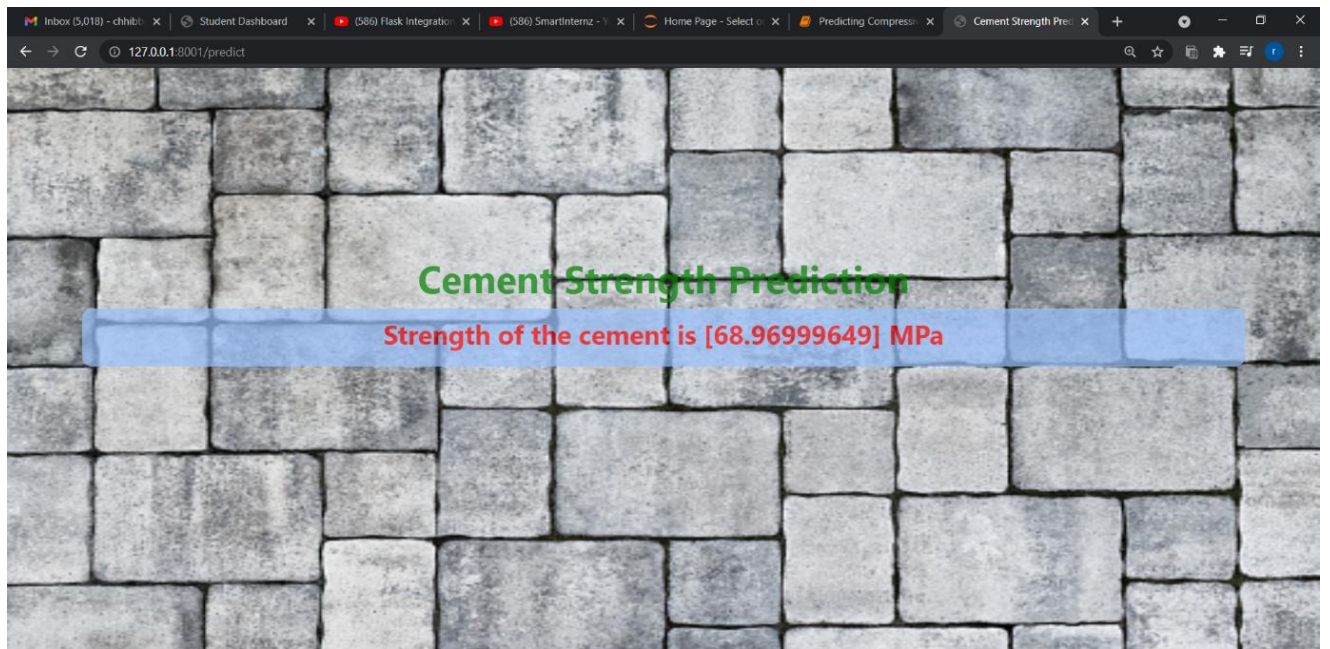 Inbox (5,018) - chhibb
Student Dashboard
(586) Flask Integration
(586) SmartInternz - Y
Home Page - Select o
Predicting Compressi
Cement Strength Pred
127.0.0.1:8001/predict
r
Cement Strength Prediction
Strength of the cement is [68.96999649] MPa